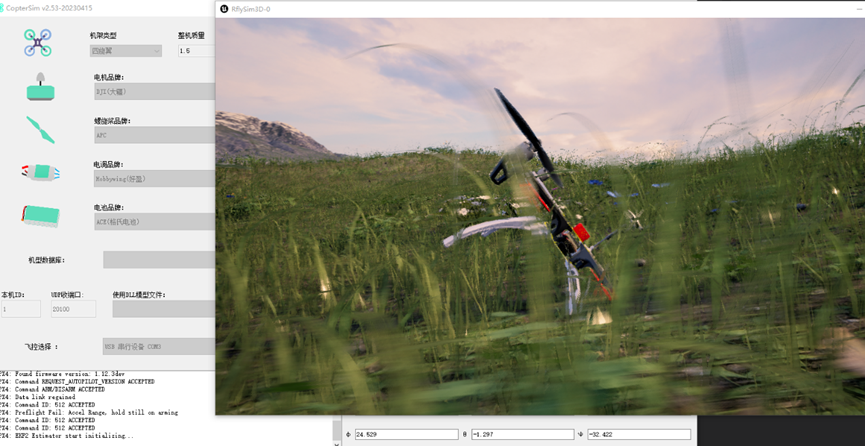 CopterSim v2.53-20230415
RflySim3D-0
机架类型
整机质量
四旋翼
1.5
电机品牌:
DJI(大疆)
螺旋桨品牌:
APC
电调品牌:
Hobbywing(好盈)
电池品牌:
ACE(格氏电池)
机型数据库:
本机ID:
UDP收端口:
使用DLL模型文件:
1
20100
飞控选择 :
USB 串行设备 COM3
PX4: Found firmware version: 1.12.3dev
PX4: Command REQUEST_AUTOPILOT_VERSION ACCEPTED
PX4: Command ARM/DISARM ACCEPTED
PX4: Data link regained
PX4: Command ID: 512 ACCEPTED
PX4: Preflight Fail: Accel Range, hold still on arming
PX4: Command ID: 512 ACCEPTED
PX4: Command ID: 512 ACCEPTED
PX4: EKF2 Estimator start initializing...
ϕ 24.529 θ -1.297 ψ -32.422